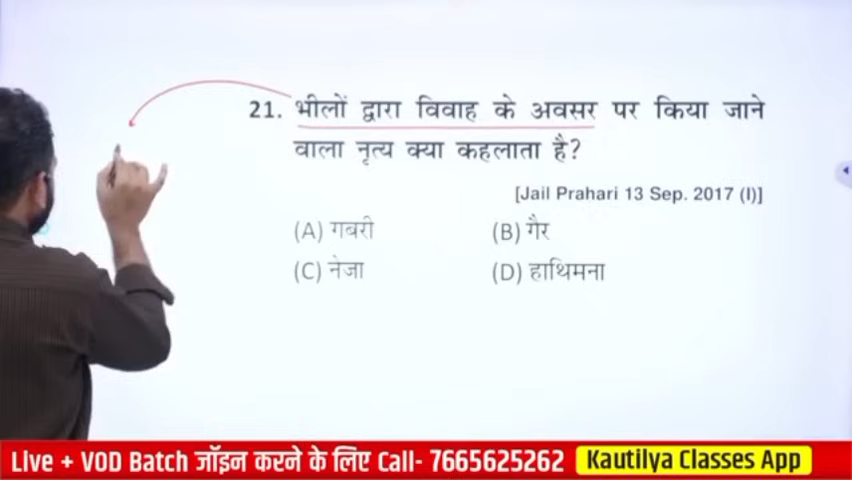 21. भीलों द्वारा विवाह के अवसर पर किया जाने
वाला नृत्य क्या कहलाता है?
[Jail Prahari 13 Sep. 2017 (I)]
(A) गबरी (B) गैर
(C) नेजा (D) हाथिमना
Live + VOD Batch जॉइन करने के लिए Call- 7665625262 Kautilya Classes App